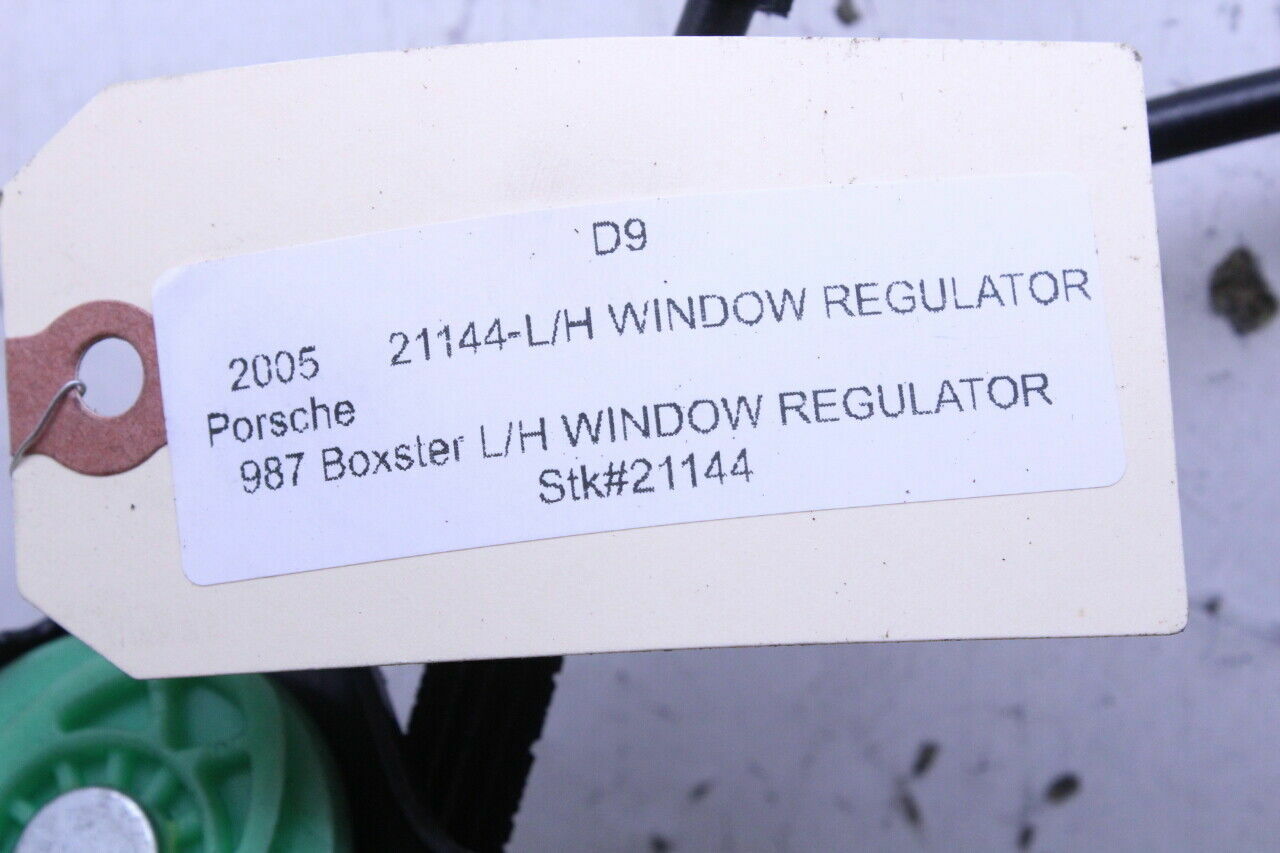 D9
2005 21144-L/H WINDOW REGULATOR
Porsche
987 Boxster L/H WINDOW REGULATOR
Stk#21144